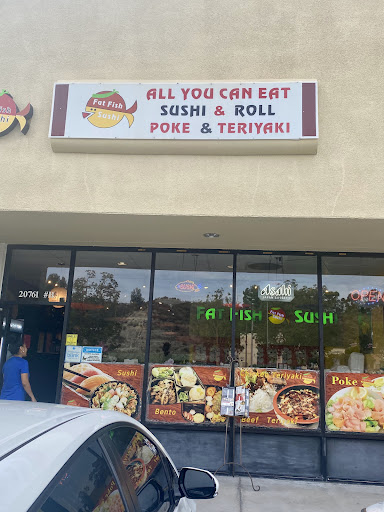 Fat Fish
Sushi
ALL YOU CAN EAT
SUSHI & ROLL
POKE & TERIYAKI
20761
Asahi
FAT FISH SUSHI
OPEN
Sushi
Bento
Teriyaki
Beef
Poke